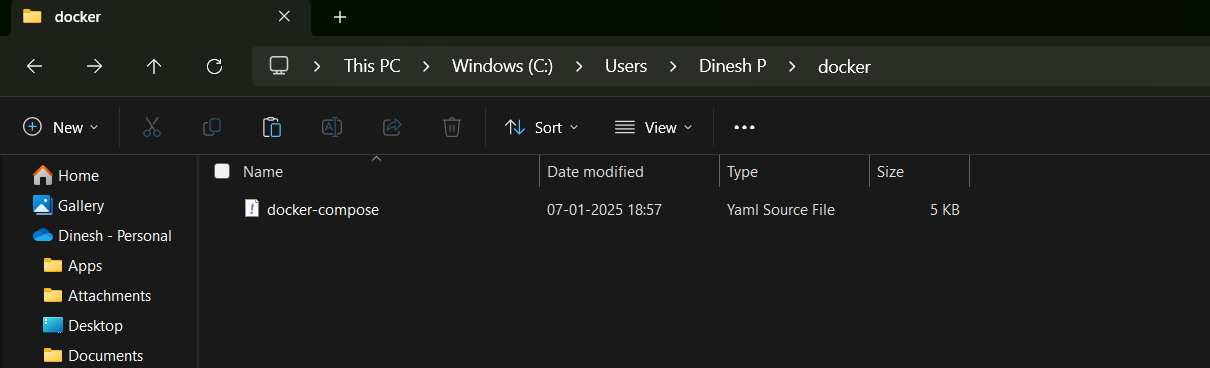 docker
This PC > Windows (C:) > Users > Dinesh P > docker
New Sort View
Name Date modified Type Size
docker-compose 07-01-2025 18:57 Yaml Source File 5 KB
Home
Gallery
Dinesh - Personal
Apps
Attachments
Desktop
Documents